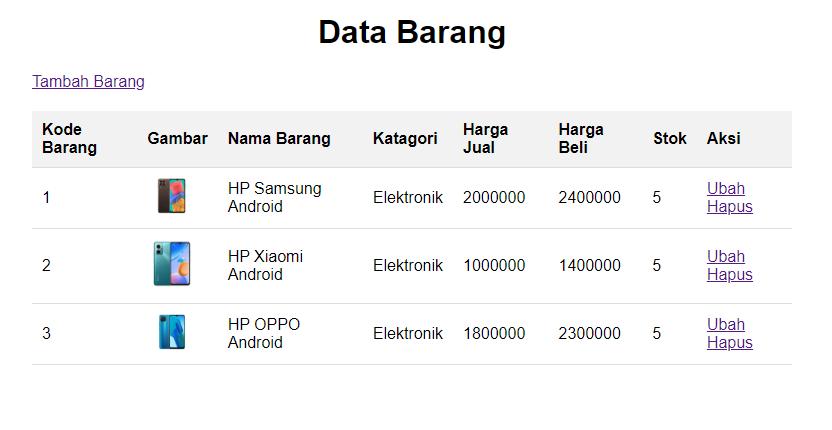 Data Barang
Tambah Barang
Kode Barang Gambar Nama Barang Katagori Harga Jual Harga Beli Stok Aksi
1 HP Samsung Android Elektronik 2000000 2400000 5 Ubah Hapus
2 HP Xiaomi Android Elektronik 1000000 1400000 5 Ubah Hapus
3 HP OPPO Android Elektronik 1800000 2300000 5 Ubah Hapus